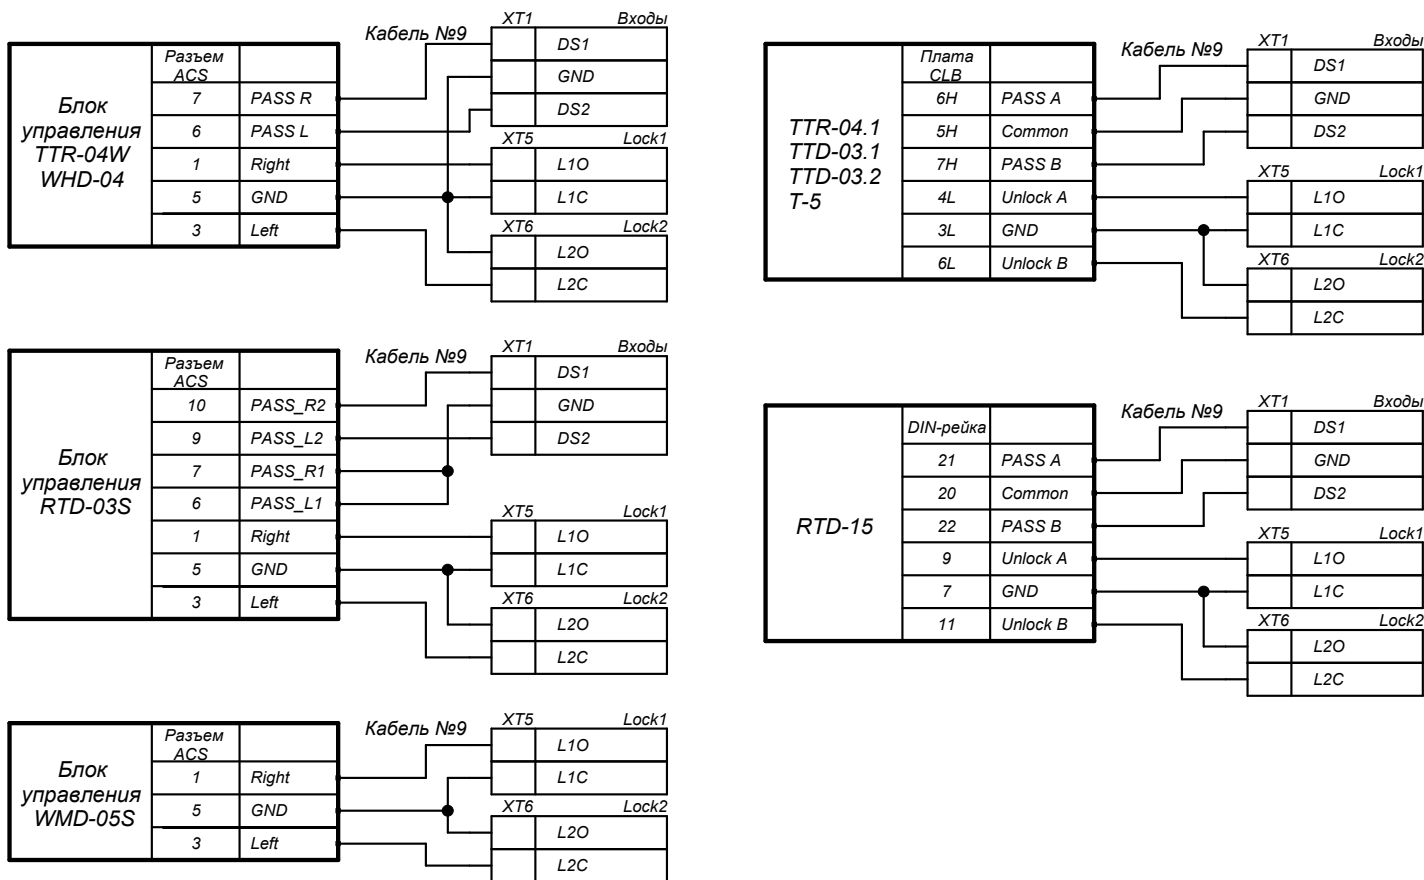 Блок
управления
TTR-04W
WHD-04
Разъем
ACS
7 PASS R
6 PASS L
1 Right
5 GND
3 Left
Кабель №9
XT1 Входы
DS1
GND
DS2
XT5 Lock1
L1O
L1C
XT6 Lock2
L2O
L2C
TTR-04.1
TTD-03.1
TTD-03.2
T-5
Плата
CLB
6H PASS A
5H Common
7H PASS B
4L Unlock A
3L GND
6L Unlock B
Кабель №9
XT1 Входы
DS1
GND
DS2
XT5 Lock1
L1O
L1C
XT6 Lock2
L2O
L2C
Блок
управления
RTD-03S
Разъем
ACS
10 PASS_R2
9 PASS_L2
7 PASS_R1
6 PASS_L1
1 Right
5 GND
3 Left
Кабель №9
XT1 Входы
DS1
GND
DS2
XT5 Lock1
L1O
L1C
XT6 Lock2
L2O
L2C
RTD-15
DIN-рейка
21 PASS A
20 Common
22 PASS B
9 Unlock A
7 GND
11 Unlock B
Кабель №9
XT1 Входы
DS1
GND
DS2
XT5 Lock1
L1O
L1C
XT6 Lock2
L2O
L2C
Блок
управления
WMD-05S
Разъем
ACS
1 Right
5 GND
3 Left
Кабель №9
XT5 Lock1
L1O
L1C
XT6 Lock2
L2O
L2C